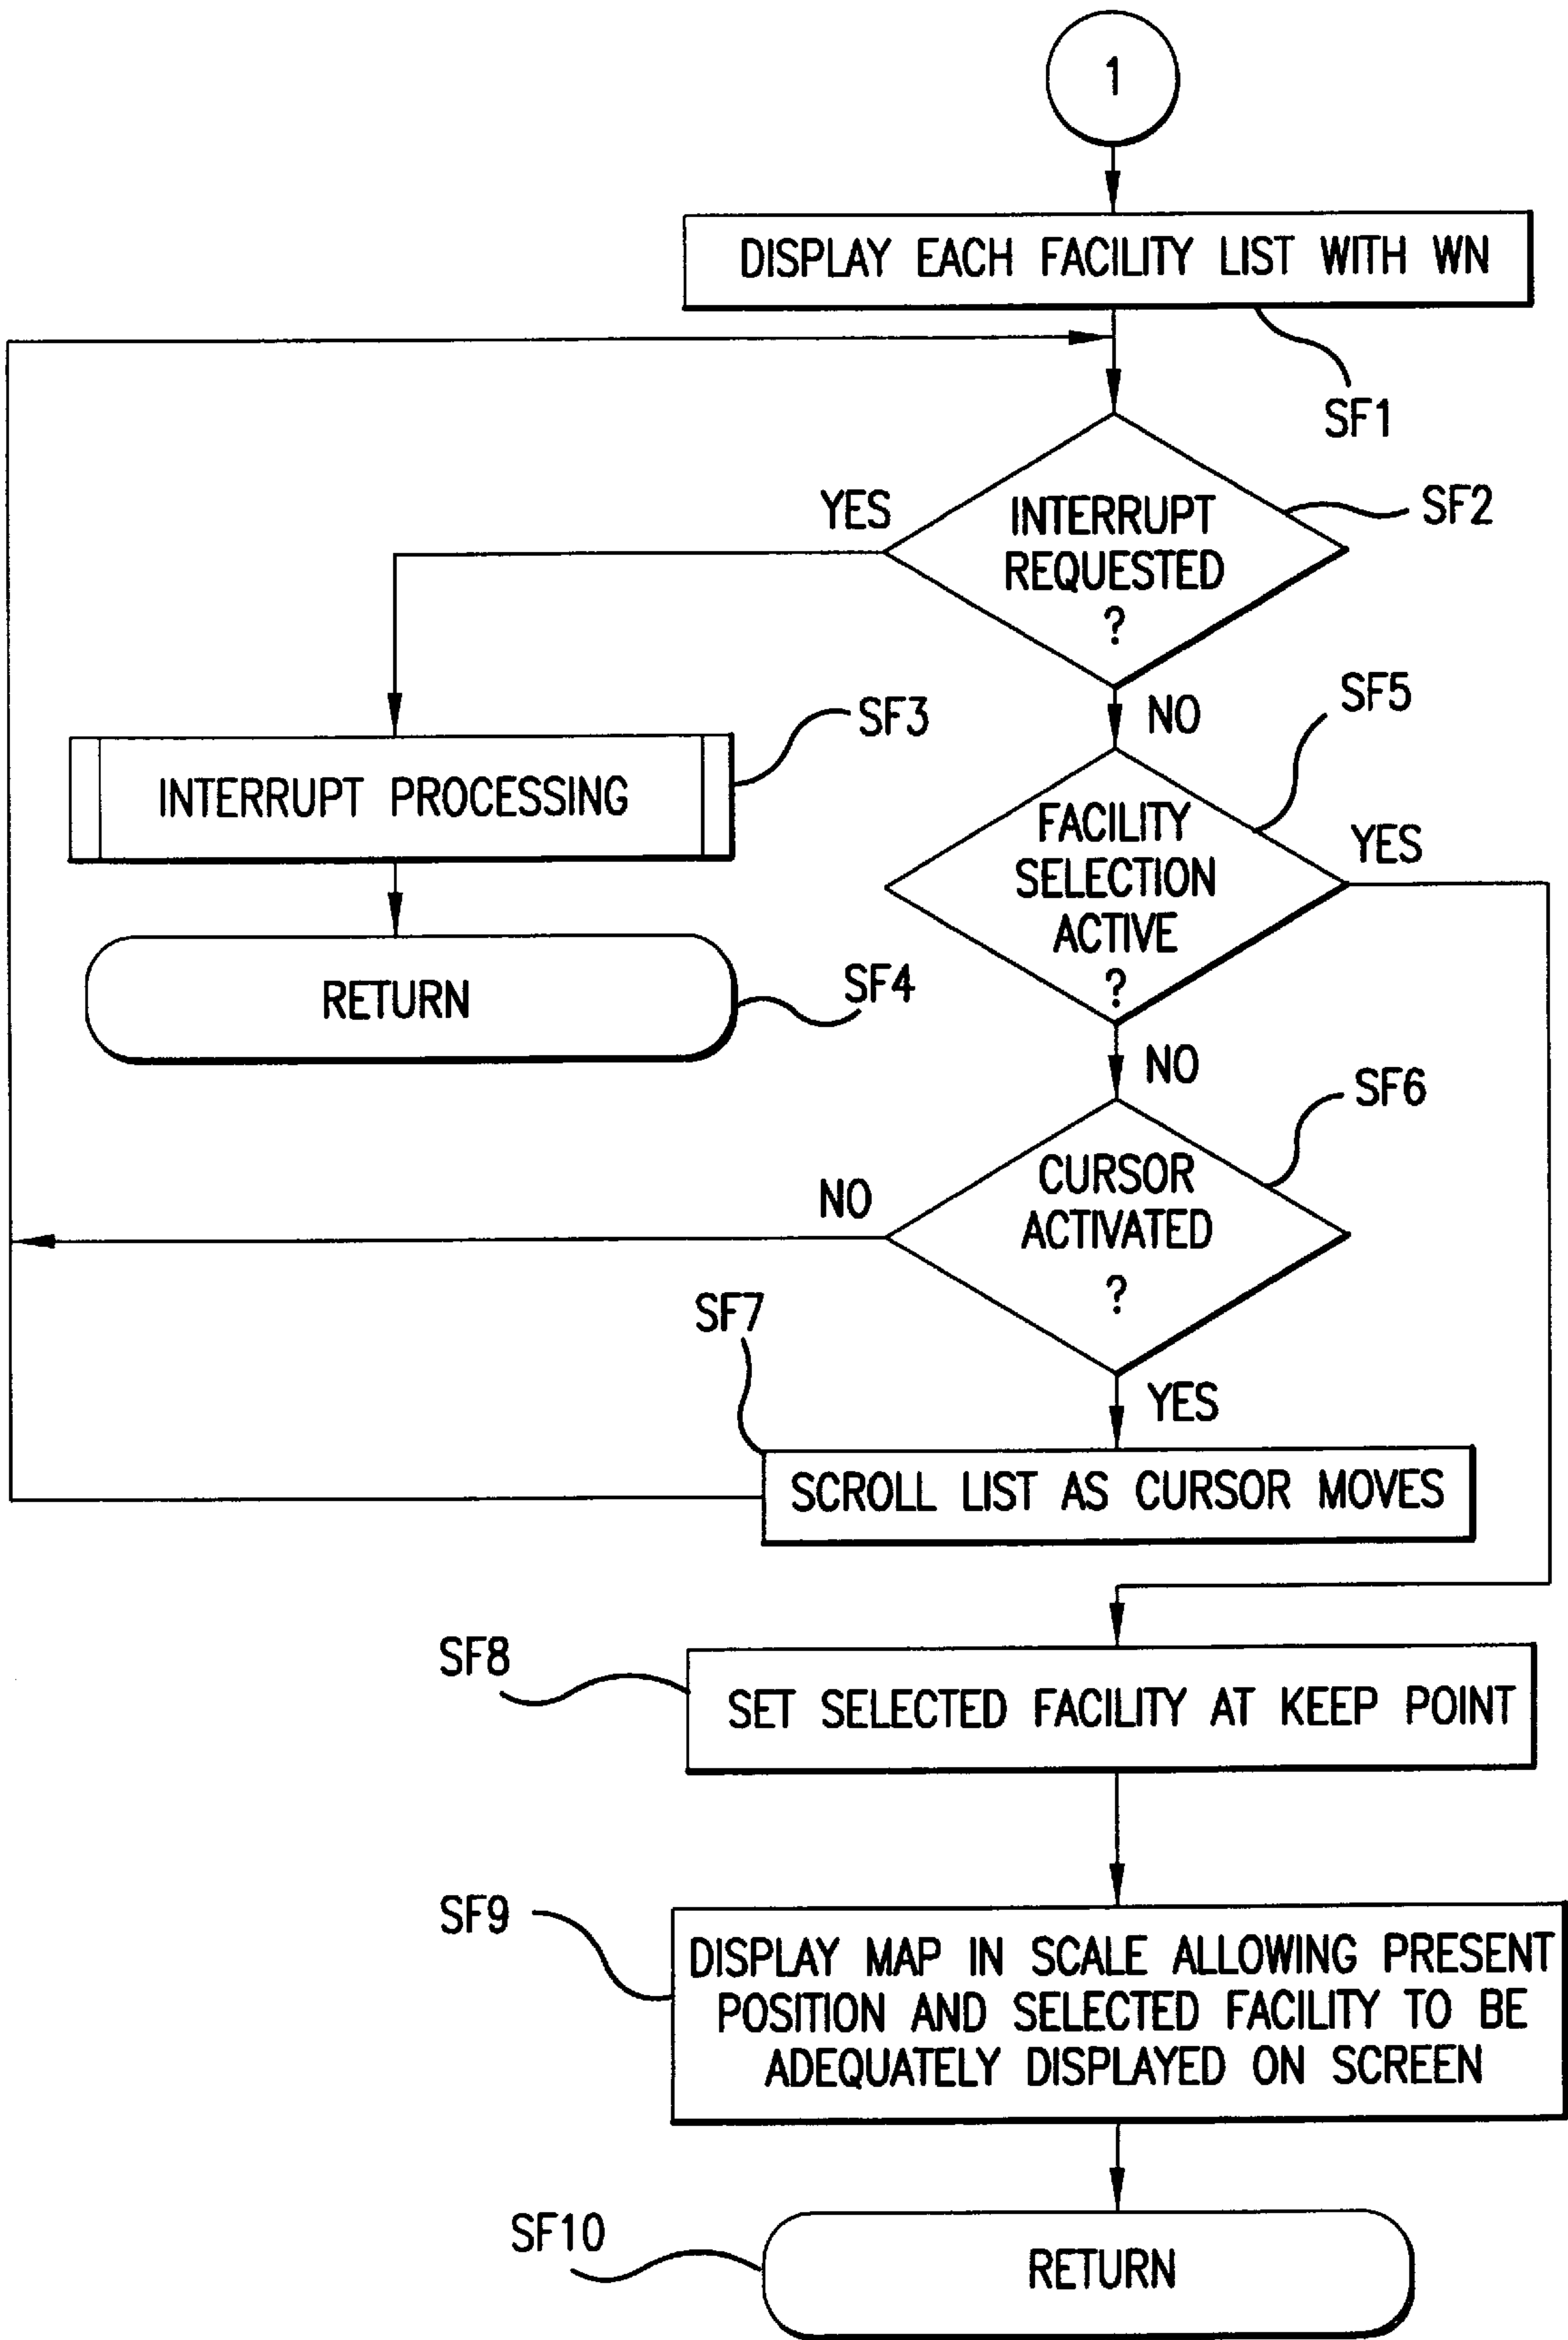 1
DISPLAY EACH FACILITY LIST WITH WN
SF1
YES
INTERRUPT
REQUESTED
?
SF2
NO
SF3
INTERRUPT PROCESSING
SF5
FACILITY
SELECTION
ACTIVE
?
YES
RETURN
SF4
NO
SF6
CURSOR
ACTIVATED
?
NO
SF7
YES
SCROLL LIST AS CURSOR MOVES
SF8
SET SELECTED FACILITY AT KEEP POINT
SF9
DISPLAY MAP IN SCALE ALLOWING PRESENT
POSITION AND SELECTED FACILITY TO BE
ADEQUATELY DISPLAYED ON SCREEN
SF10
RETURN